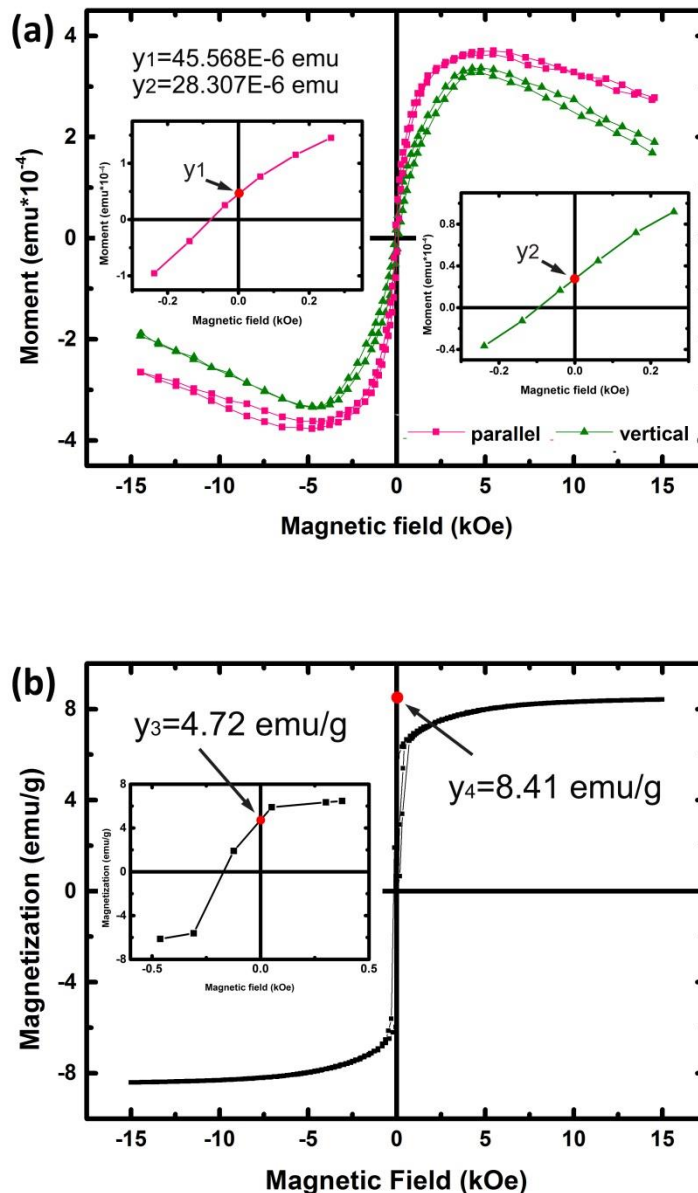 (a)
y1=45.568E-6 emu
y2=28.307E-6 emu
Moment (emu*10-4)
4
2
0
-2
-4
Moment (emu*10-4)
1
0
-1
y1
-0.2 0.0 0.2
Magnetic field (kOe)
Moment (emu*10-4)
0.8
0.4
0.0
-0.4
y2
-0.2 0.0 0.2
Magnetic field (kOe)
parallel vertical
-15 -10 -5 0 5 10 15
Magnetic field (kOe)
(b)
y3=4.72 emu/g
y4=8.41 emu/g
Magnetization (emu/g)
8
4
0
-4
-8
Magnetization (emu/g)
8
4
0
-4
-8
-0.5 0.0 0.5
Magnetic field (kOe)
-15 -10 -5 0 5 10 15
Magnetic Field (kOe)